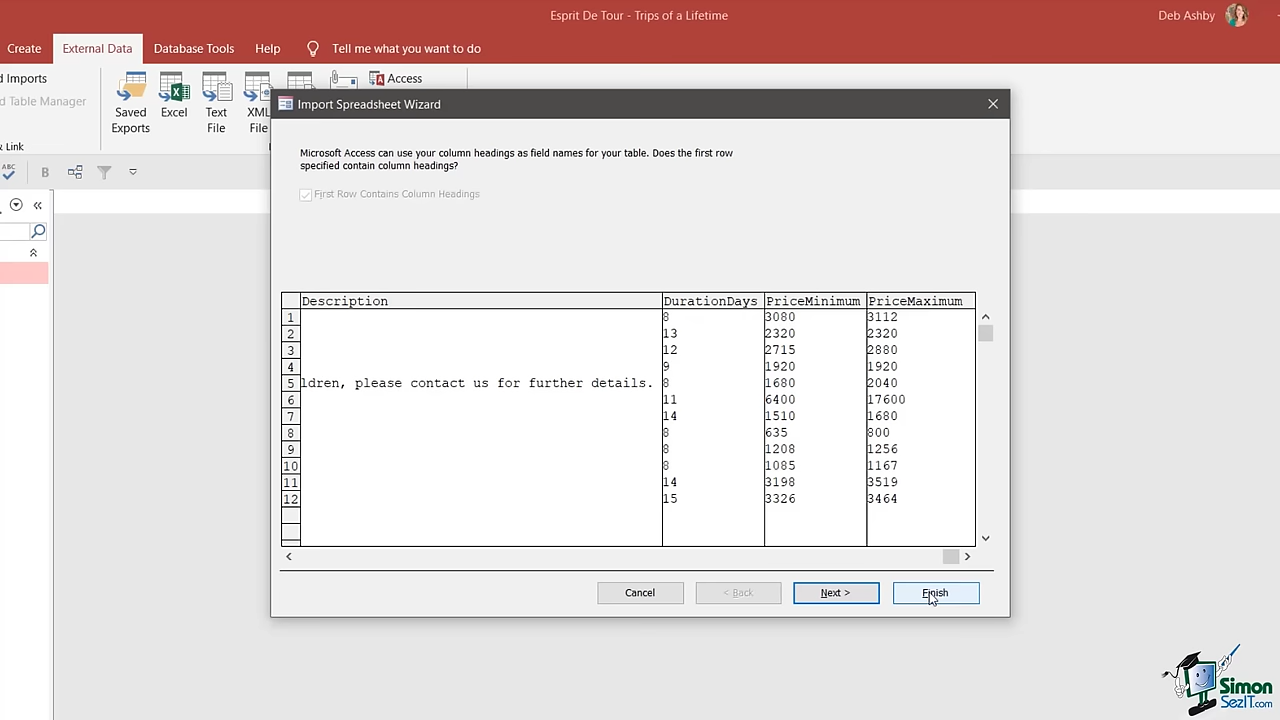 Esprit De Tour - Trips of a Lifetime
Deb Ashby
Create External Data Database Tools Help Tell me what you want to do
d Imports
d Table Manager
Saved
Exports
Excel
Text
File
XML
File
Access
& Link
ABC B
Import Spreadsheet Wizard
Microsoft Access can use your column headings as field names for your table. Does the first row
specified contain column headings?
First Row Contains Column Headings
Description DurationDays PriceMinimum PriceMaximum
1 8 3080 3112
2 13 2320 2320
3 12 2715 2880
4 9 1920 1920
5 ldren, please contact us for further details. 8 1680 2040
6 11 6400 17600
7 14 1510 1680
8 8 635 800
9 8 1208 1256
10 8 1085 1167
11 14 3198 3519
12 15 3326 3464
Cancel < Back Next > Finish
Simon
SezIT.com